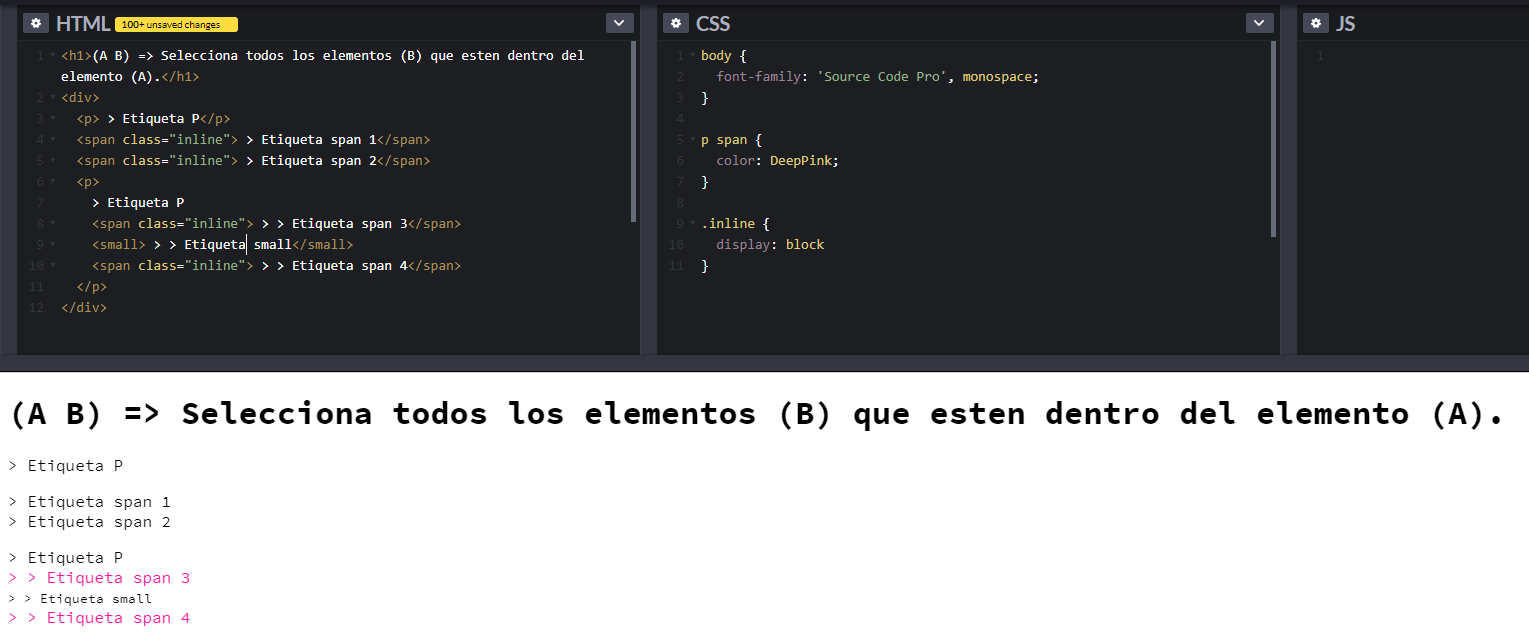 HTML 100+ unsaved changes
1 <h1>(A B) => Selecciona todos los elementos (B) que esten dentro del
elemento (A).</h1>
2 <div>
3 <p> > Etiqueta P</p>
4 <span class="inline"> > Etiqueta span 1</span>
5 <span class="inline"> > Etiqueta span 2</span>
6 <p>
7 > Etiqueta P
8 <span class="inline"> > > Etiqueta span 3</span>
9 <small> > > Etiqueta small</small>
10 <span class="inline"> > > Etiqueta span 4</span>
11 </p>
12 </div>
CSS
1 body {
2 font-family: 'Source Code Pro', monospace;
3 }
4
5 p span {
6 color: DeepPink;
7 }
8
9 .inline {
10 display: block
11 }
JS
1
(A B) => Selecciona todos los elementos (B) que esten dentro del elemento (A).
> Etiqueta P
> Etiqueta span 1
> Etiqueta span 2
> Etiqueta P
> > Etiqueta span 3
> > Etiqueta small
> > Etiqueta span 4